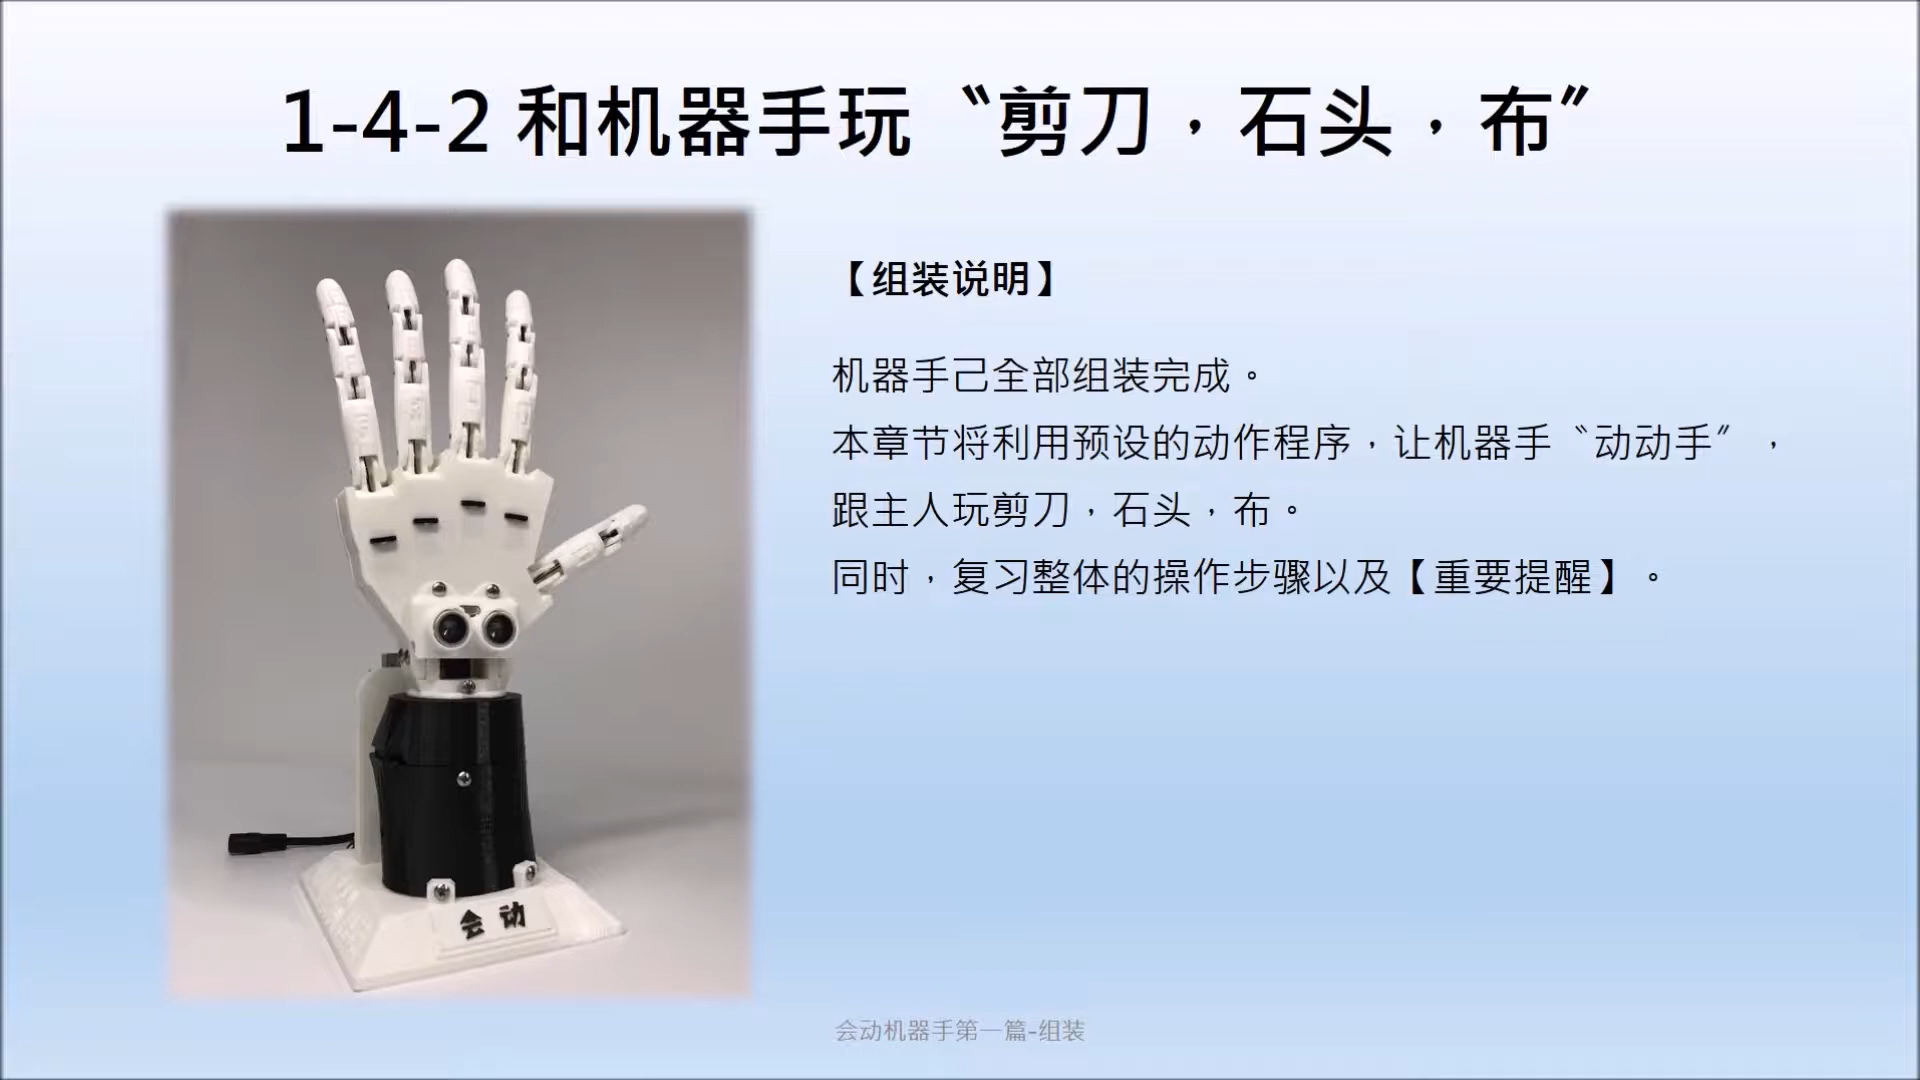 1-4-2 和机器手玩〝剪刀，石头，布〞
【组装说明】
机器手己全部组装完成。
本章节将利用预设的动作程序，让机器手〝动动手〞，
跟主人玩剪刀，石头，布。
同时，复习整体的操作步骤以及【重要提醒】。
会动
会动机器手第一篇-组装